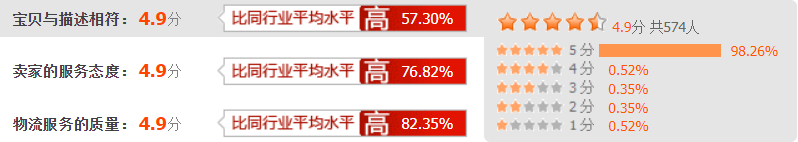 宝贝与描述相符：4.9分 比同行业平均水平 高 57.30%
卖家的服务态度：4.9分 比同行业平均水平 高 76.82%
物流服务的质量：4.9分 比同行业平均水平 高 82.35%
4.9分 共574人
5分 98.26%
4分 0.52%
3分 0.35%
2分 0.35%
1分 0.52%